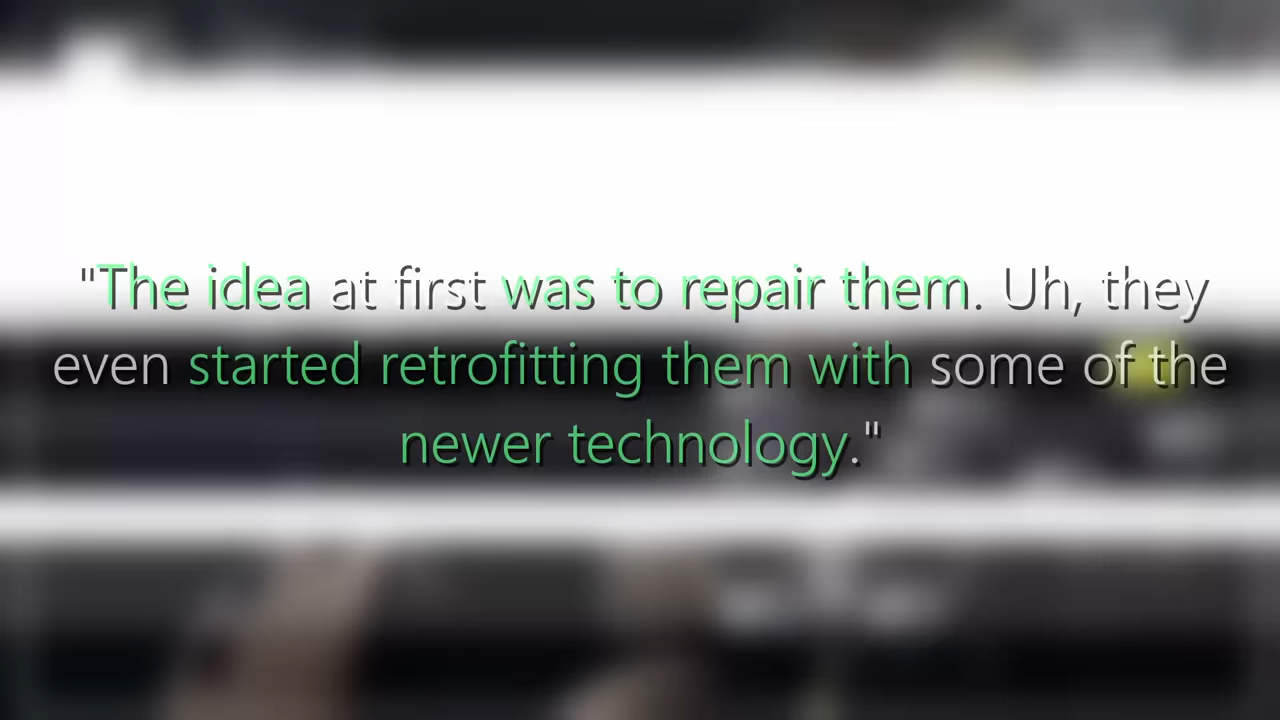 "The idea at first was to repair them. Uh, they
even started retrofitting them with some of the
newer technology."